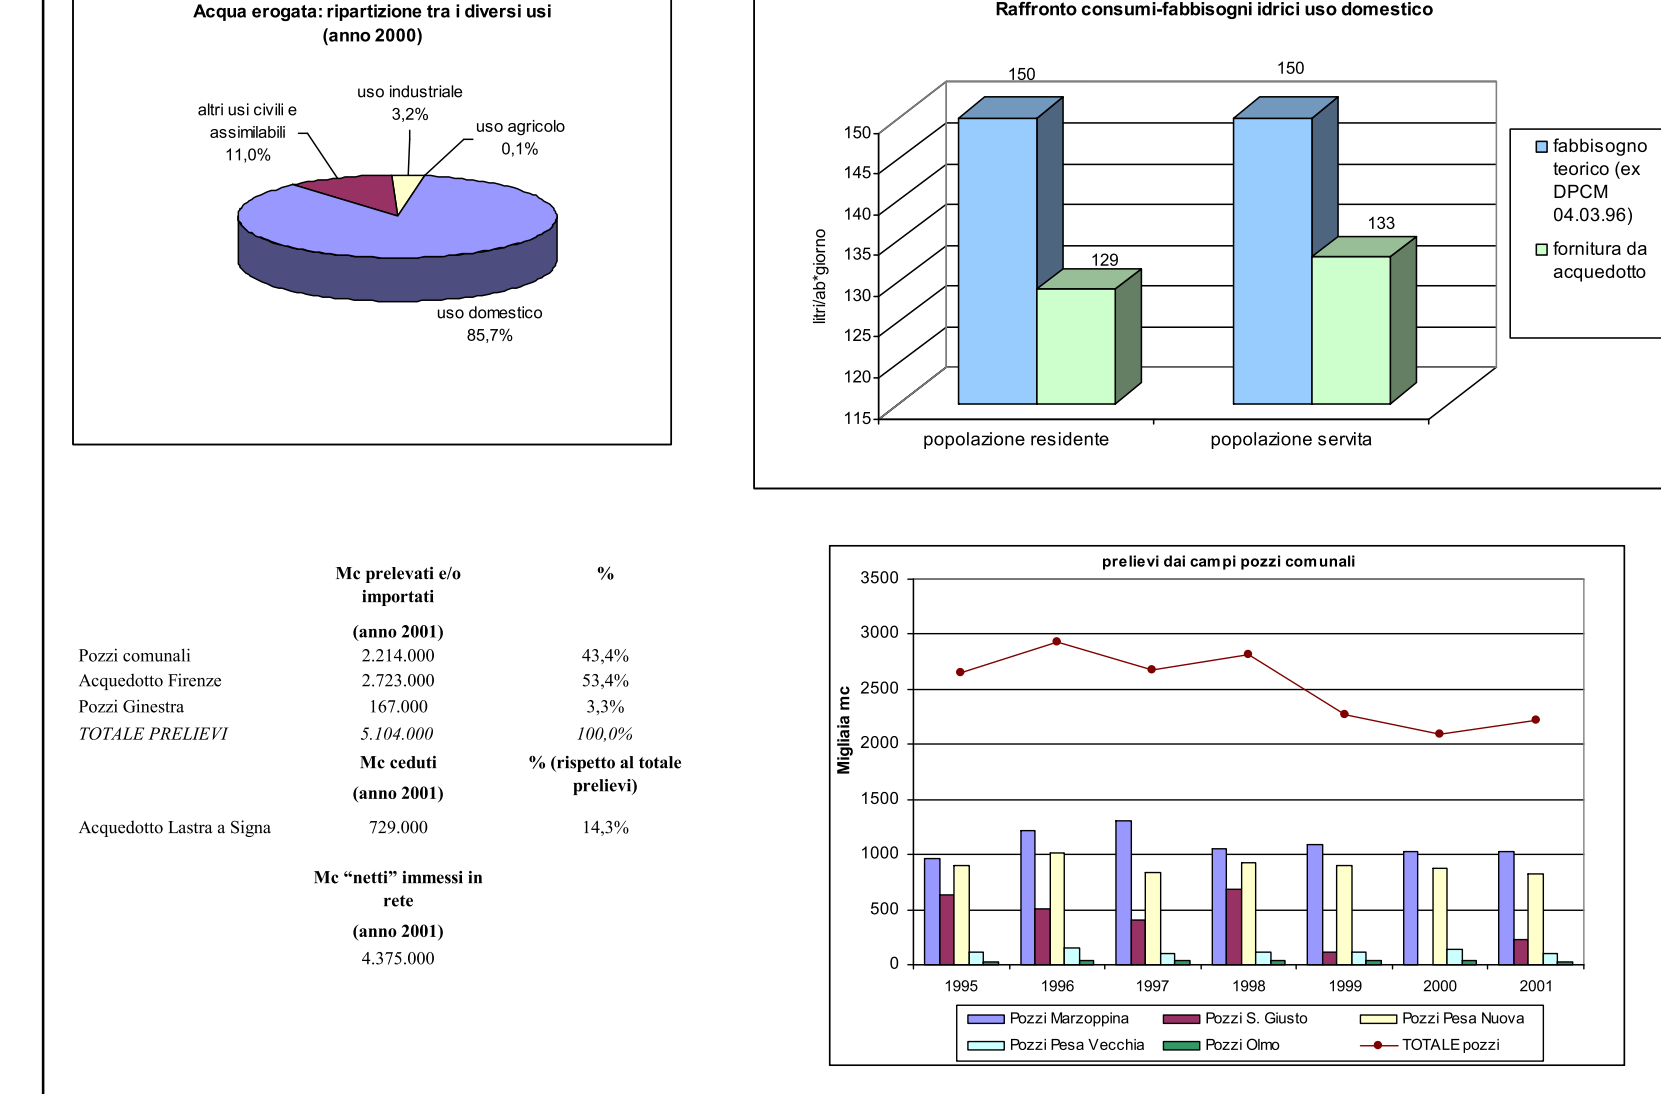 Acqua erogata: ripartizione tra i diversi usi
(anno 2000)
uso industriale
3,2%
altri usi civili e
assimilabili
11,0%
uso agricolo
0,1%
uso domestico
85,7%
Raffronto consumi-fabbisogni idrici uso domestico
150
150
129
133
litri/ab*giorno
150
145
140
135
130
125
120
115
popolazione residente
popolazione servita
fabbisogno
teorico (ex
DPCM
04.03.96)
fornitura da
acquedotto
Mc prelevati e/o
importati
%
(anno 2001)
Pozzi comunali 2.214.000 43,4%
Acquedotto Firenze 2.723.000 53,4%
Pozzi Ginestra 167.000 3,3%
TOTALE PRELIEVI 5.104.000 100,0%
Mc ceduti
(anno 2001)
% (rispetto al totale
prelievi)
Acquedotto Lastra a Signa 729.000 14,3%
Mc “netti” immessi in
rete
(anno 2001)
4.375.000
prelievi dai campi pozzi comunali
Migliaia mc
3500
3000
2500
2000
1500
1000
500
0
1995 1996 1997 1998 1999 2000 2001
Pozzi Marzoppina Pozzi S. Giusto Pozzi Pesa Nuova
Pozzi Pesa Vecchia Pozzi Olmo TOTALE pozzi